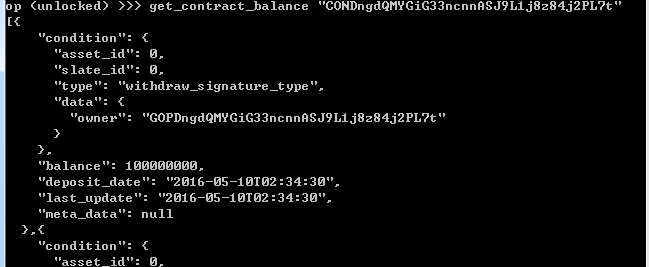 op (unlocked) >>> get_contract_balance "CONDngdQMYGiG33ncnnASJ9L1j8z84j2PL7t"
[{
"condition": {
"asset_id": 0,
"slate_id": 0,
"type": "withdraw_signature_type",
"data": {
"owner": "GOPDngdQMYGiG33ncnnASJ9L1j8z84j2PL7t"
}
},
"balance": 100000000,
"deposit_date": "2016-05-10T02:34:30",
"last_update": "2016-05-10T02:34:30",
"meta_data": null
},{
"condition": {
"asset_id": 0,